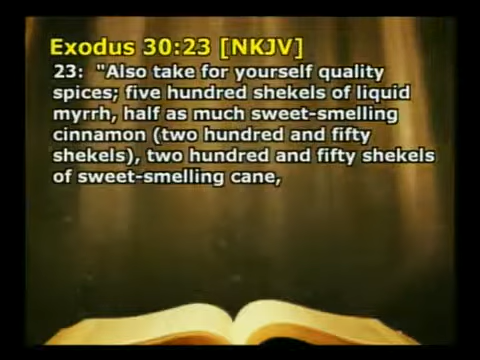 Exodus 30:23 [NKJV]
23:  "Also take for yourself quality
spices; five hundred shekels of liquid
myrrh, half as much sweet-smelling
cinnamon (two hundred and fifty
shekels), two hundred and fifty shekels
of sweet-smelling cane,